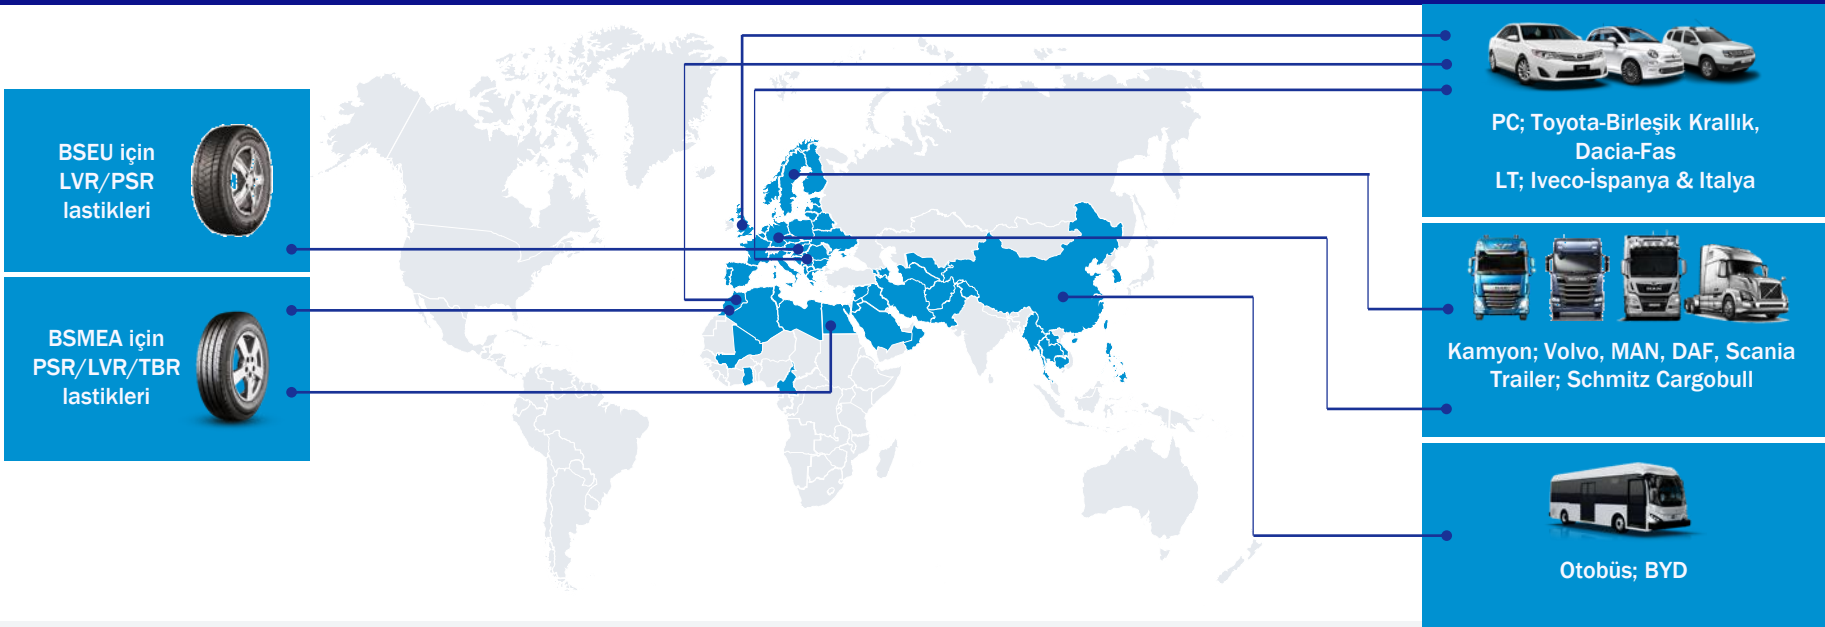 BSEU için
LVR/PSR
lastikleri
BSMEA için
PSR/LVR/TBR
lastikleri
PC; Toyota-Birleşik Krallık,
Dacia-Fas
LT; Iveco-İspanya & Italya
Kamyon; Volvo, MAN, DAF, Scania
Trailer; Schmitz Cargobull
Otobüs; BYD